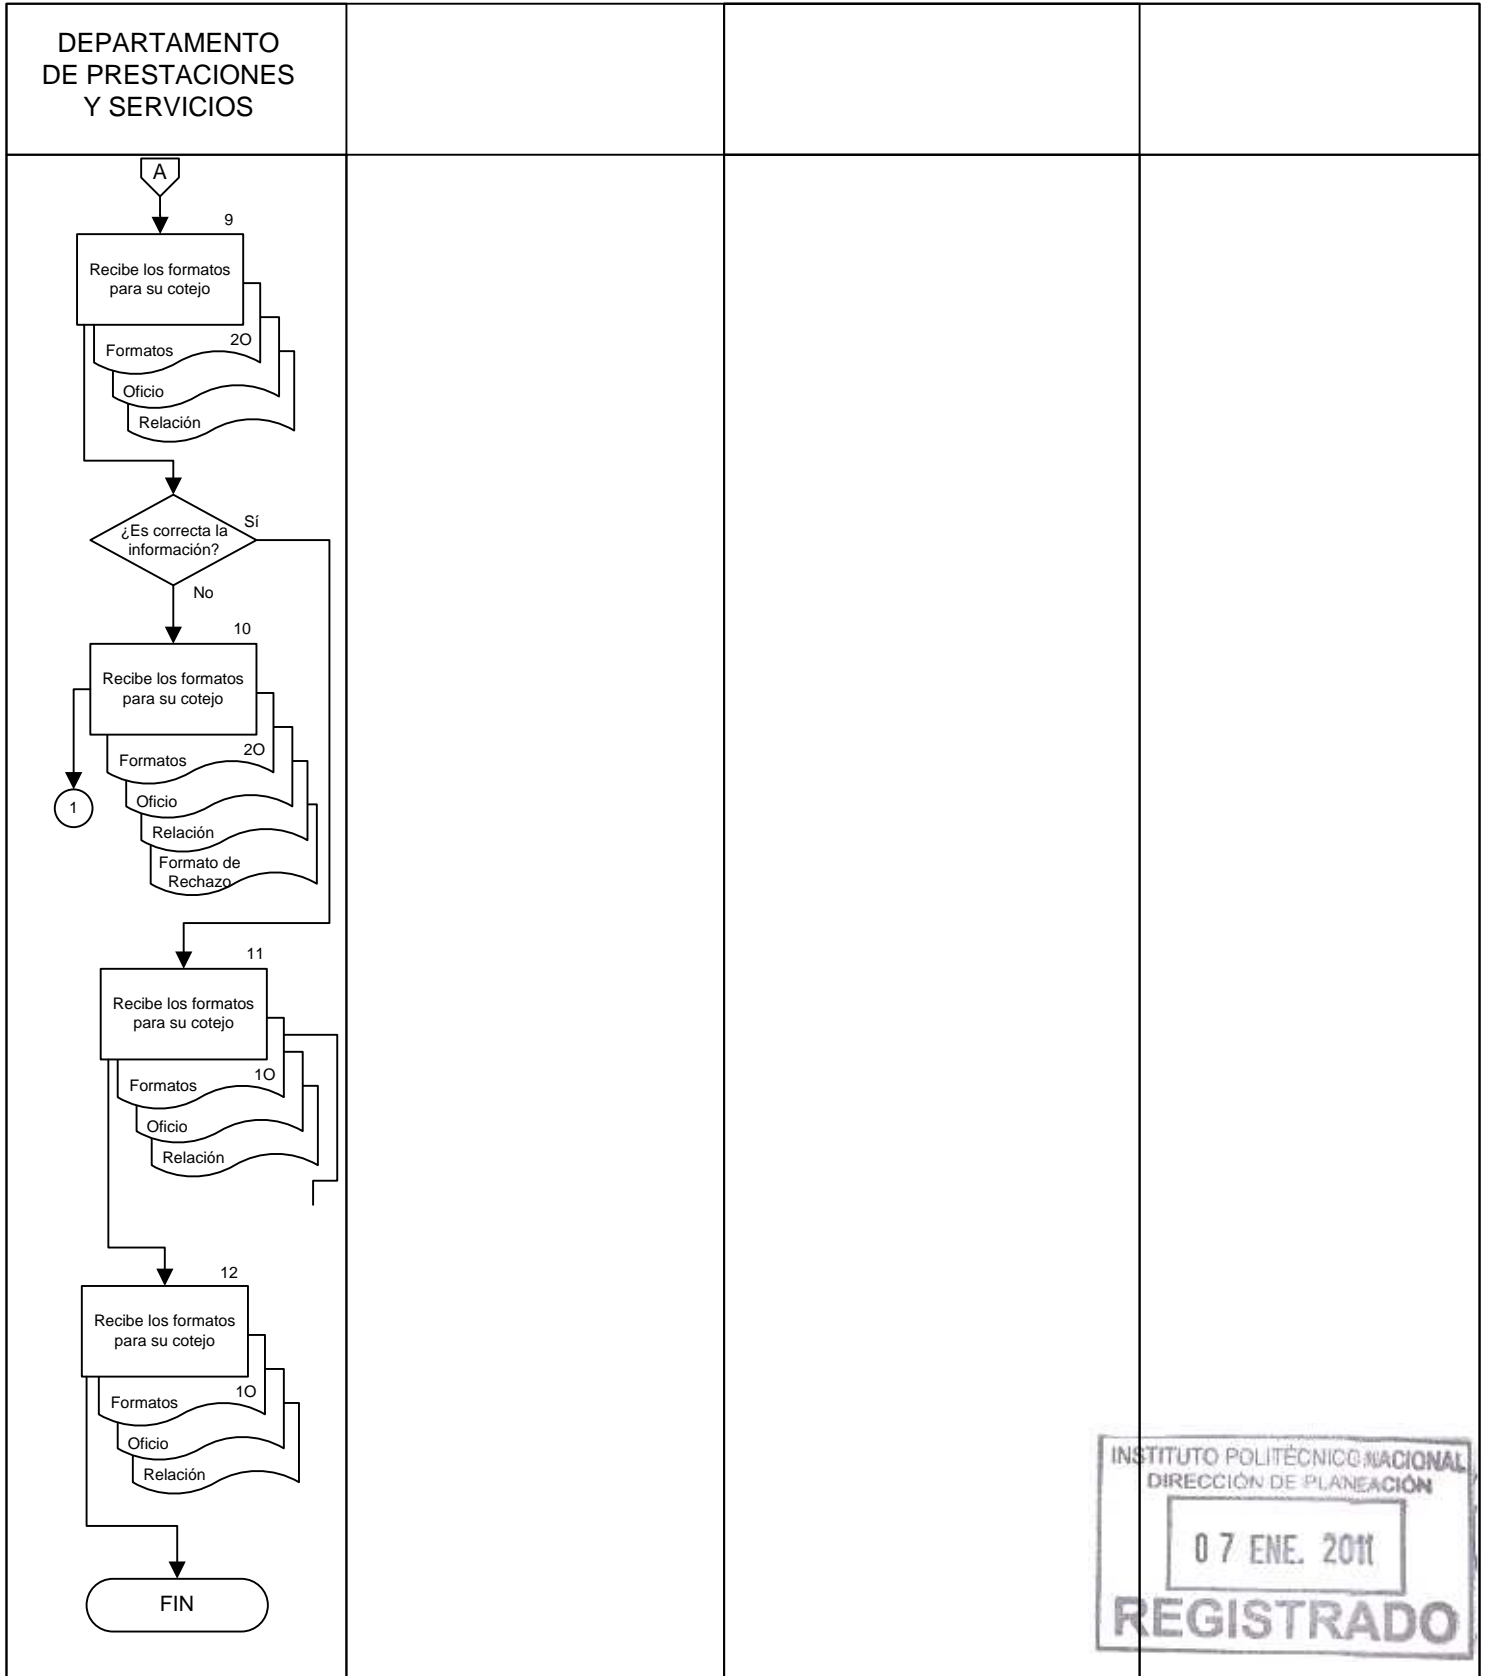 DEPARTAMENTO
DE PRESTACIONES
Y SERVICIOS
A
9
Recibe los formatos
para su cotejo
2O
Formatos
Oficio
Relación
¿Es correcta la
información?
Sí
No
10
Recibe los formatos
para su cotejo
2O
Formatos
1
Oficio
Relación
Formato de
Rechazo
11
Recibe los formatos
para su cotejo
1O
Formatos
Oficio
Relación
12
Recibe los formatos
para su cotejo
1O
Formatos
Oficio
Relación
FIN
INSTITUTO POLITÉCNICO NACIONAL
DIRECCIÓN DE PLANEACIÓN
07 ENE. 2011
REGISTRADO